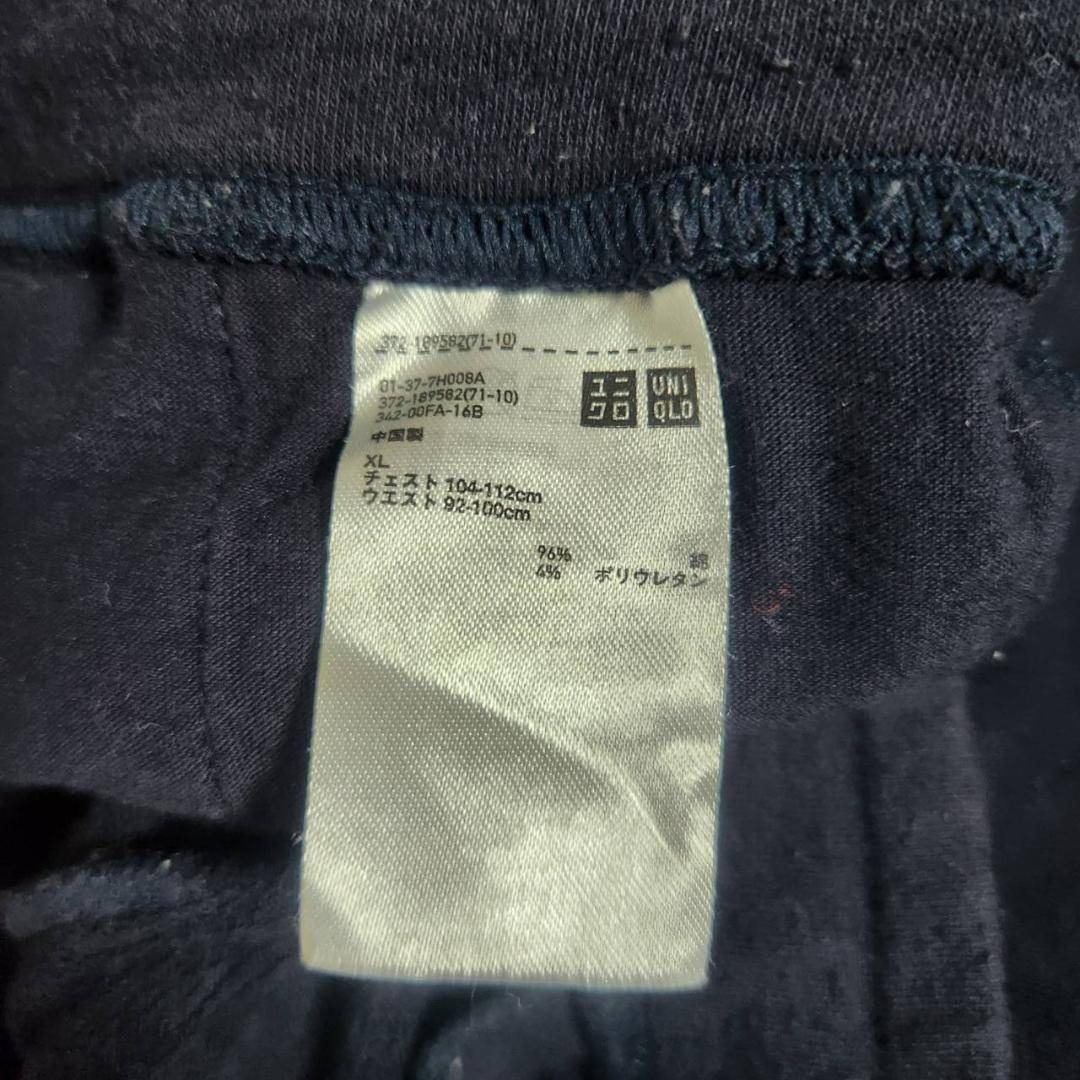 372-189582(71-10)
01-37-7H008A
372-189582(71-10)
342-00FA-16B
ユニクロ
UNIQLO
中国製
XL
チェスト 104-112cm
ウエスト 92-100cm
96% 綿
4% ポリウレタン